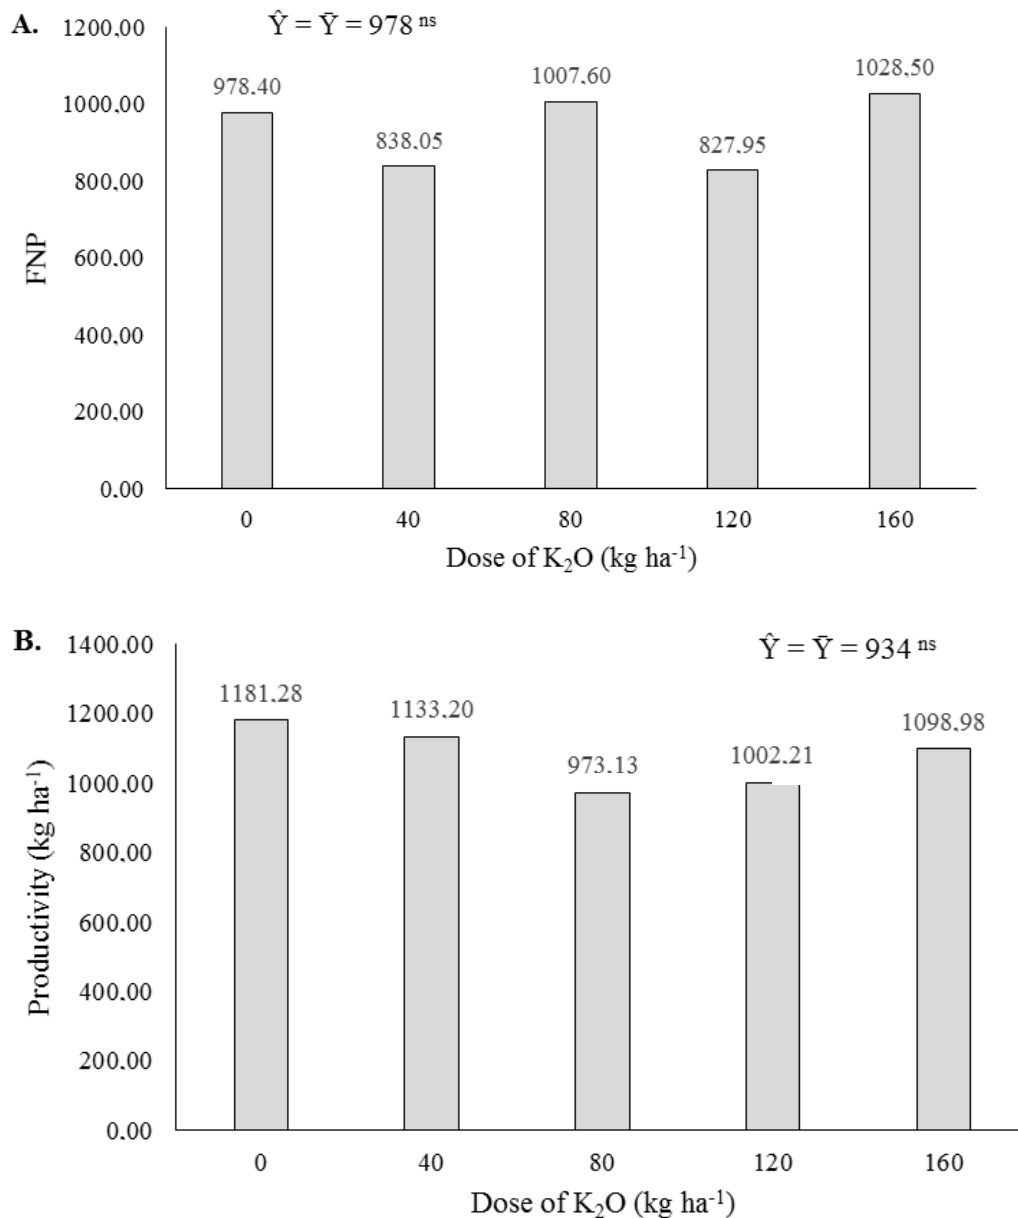 A.
Ŷ = Ȳ = 978 ns
1200.00
1000.00
800.00
600.00
400.00
200.00
0.00
FNP
978.40
838.05
1007.60
827.95
1028.50
0 40 80 120 160
Dose of K₂O (kg ha⁻¹)
B.
Ŷ = Ȳ = 934 ns
1400.00
1200.00
1000.00
800.00
600.00
400.00
200.00
0.00
Productivity (kg ha⁻¹)
1181.28
1133.20
973.13
1002.21
1098.98
0 40 80 120 160
Dose of K₂O (kg ha⁻¹)